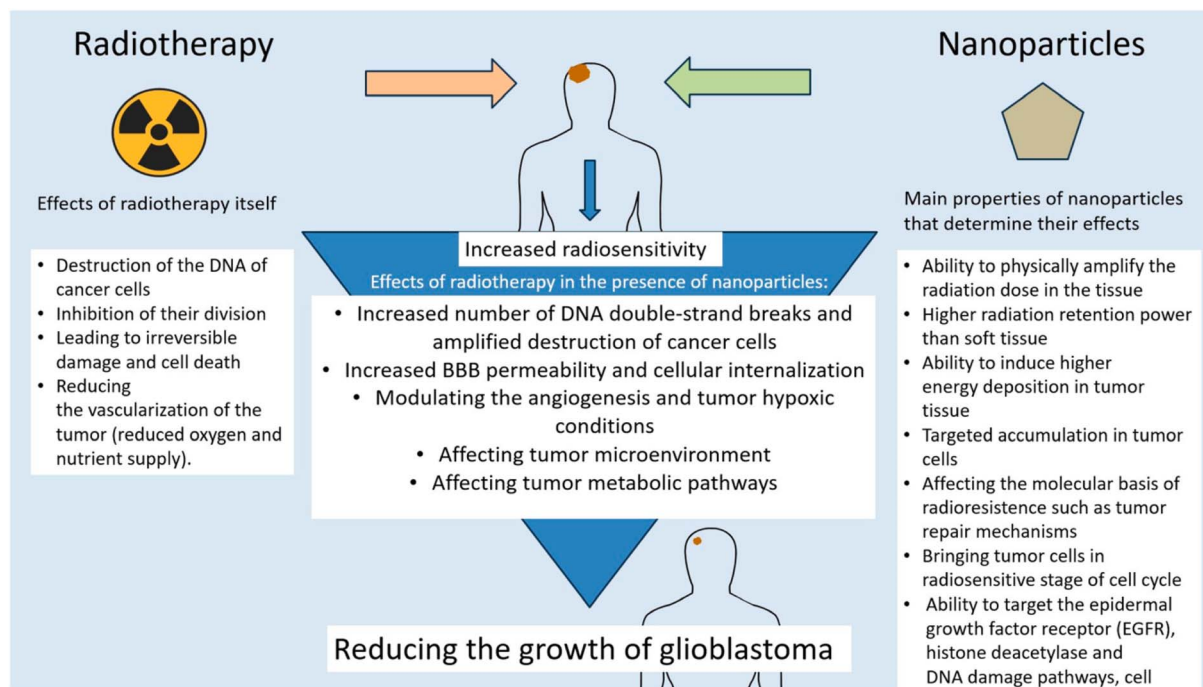 Radiotherapy
Effects of radiotherapy itself
• Destruction of the DNA of
cancer cells
• Inhibition of their division
• Leading to irreversible
damage and cell death
• Reducing
the vascularization of the
tumor (reduced oxygen and
nutrient supply).
Increased radiosensitivity
Effects of radiotherapy in the presence of nanoparticles:
• Increased number of DNA double-strand breaks and
amplified destruction of cancer cells
• Increased BBB permeability and cellular internalization
• Modulating the angiogenesis and tumor hypoxic
conditions
• Affecting tumor microenvironment
• Affecting tumor metabolic pathways
Reducing the growth of glioblastoma
Nanoparticles
Main properties of nanoparticles
that determine their effects
• Ability to physically amplify the
radiation dose in the tissue
• Higher radiation retention power
than soft tissue
• Ability to induce higher
energy deposition in tumor
tissue
• Targeted accumulation in tumor
cells
• Affecting the molecular basis of
radioresistence such as tumor
repair mechanisms
• Bringing tumor cells in
radiosensitive stage of cell cycle
• Ability to target the epidermal
growth factor receptor (EGFR),
histone deacetylase and
DNA damage pathways, cell